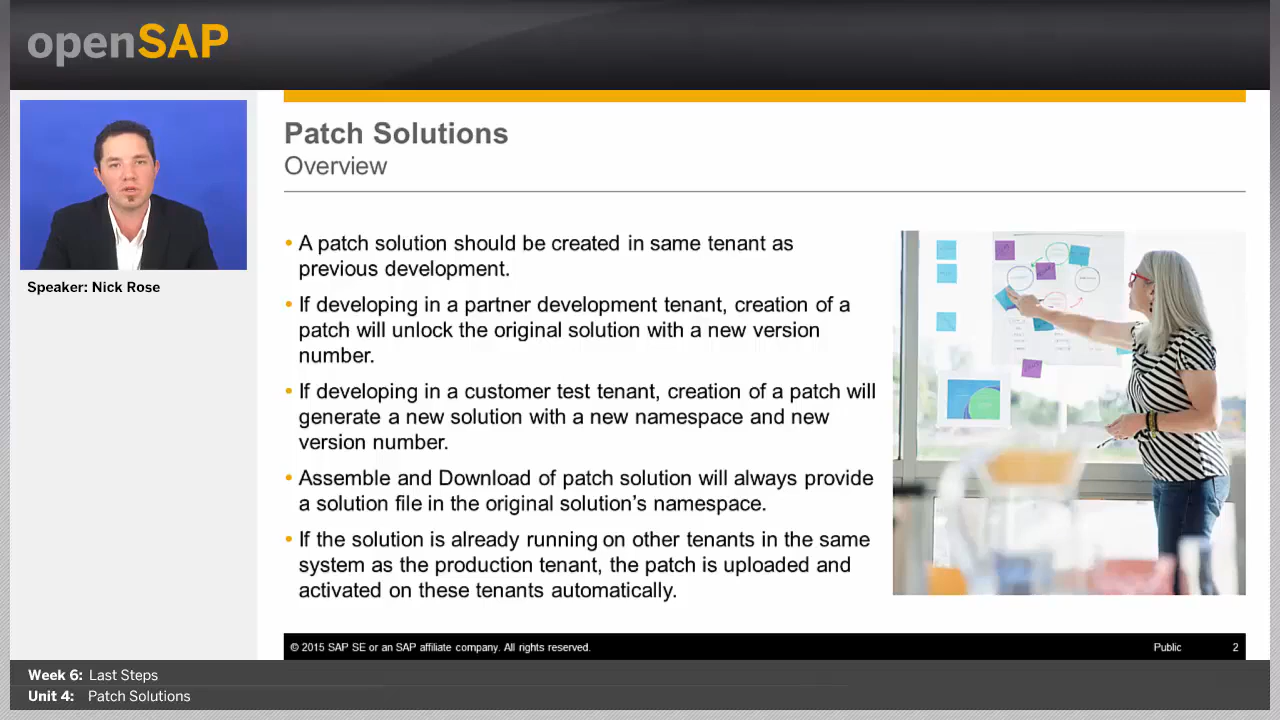 openSAP
Speaker: Nick Rose
Patch Solutions
Overview
• A patch solution should be created in same tenant as
previous development.
• If developing in a partner development tenant, creation of a
patch will unlock the original solution with a new version
number.
• If developing in a customer test tenant, creation of a patch will
generate a new solution with a new namespace and new
version number.
• Assemble and Download of patch solution will always provide
a solution file in the original solution's namespace.
• If the solution is already running on other tenants in the same
system as the production tenant, the patch is uploaded and
activated on these tenants automatically.
© 2015 SAP SE or an SAP affiliate company. All rights reserved. Public 2
Week 6: Last Steps
Unit 4: Patch Solutions